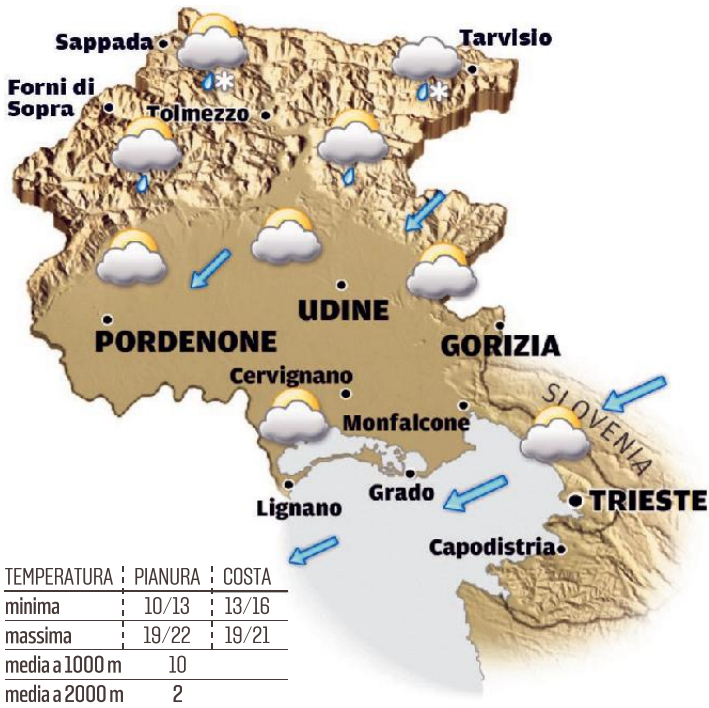 Sappada
Tarvisio
Forni di
Sopra
Tolmezzo
UDINE
PORDENONE
GORIZIA
Cervignano
SLOVENIA
Monfalcone
Grado
Lignano
TRIESTE
Capodistria
TEMPERATURA PIANURA COSTA
minima 10/13 13/16
massima 19/22 19/21
media a 1000 m 10
media a 2000 m 2